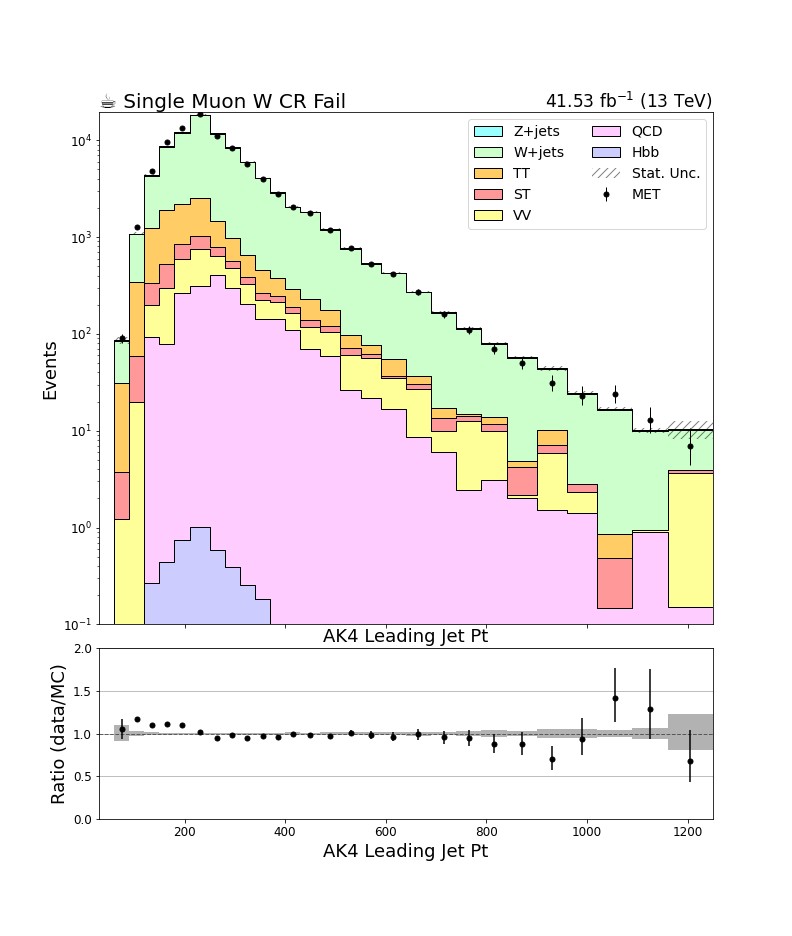 ☕ Single Muon W CR Fail 41.53 fb⁻¹ (13 TeV)
Z+jets
W+jets
TT
ST
VV
QCD
Hbb
Stat. Unc.
MET
Events
10⁴
10³
10²
10¹
10⁰
10⁻¹
AK4 Leading Jet Pt
Ratio (data/MC)
2.0
1.5
1.0
0.5
0.0
200 400 600 800 1000 1200
AK4 Leading Jet Pt